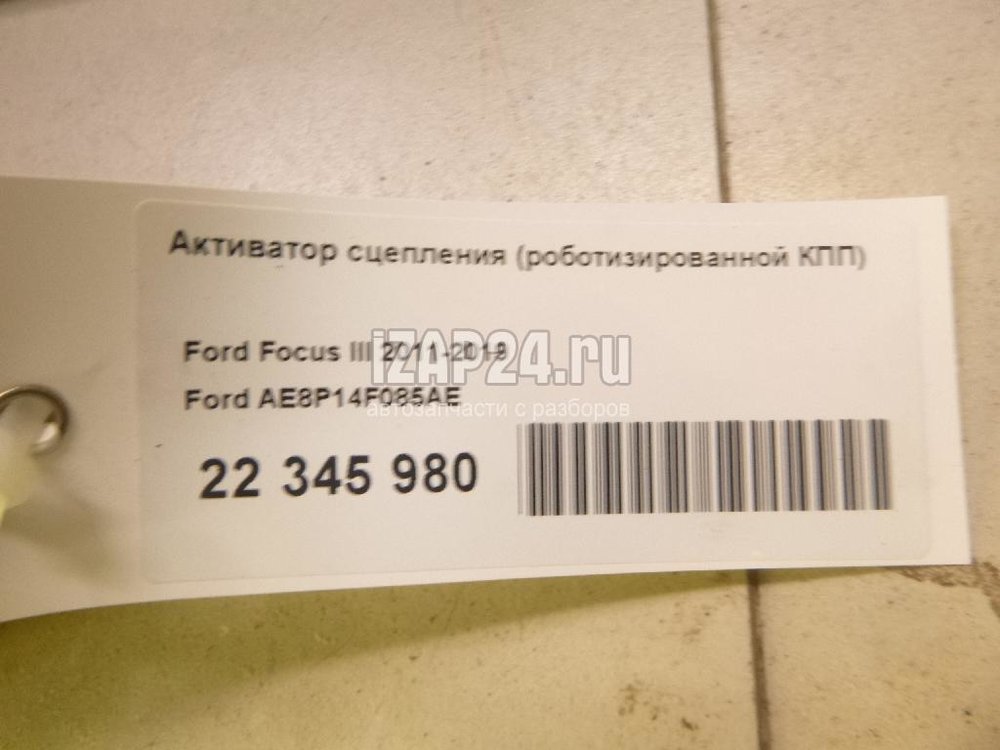 Активатор сцепления (роботизированной КПП)
Ford Focus III 2011-2019
iZAP24.ru
Ford AE8P14F085AE
автозапчасти с разборов
22 345 980